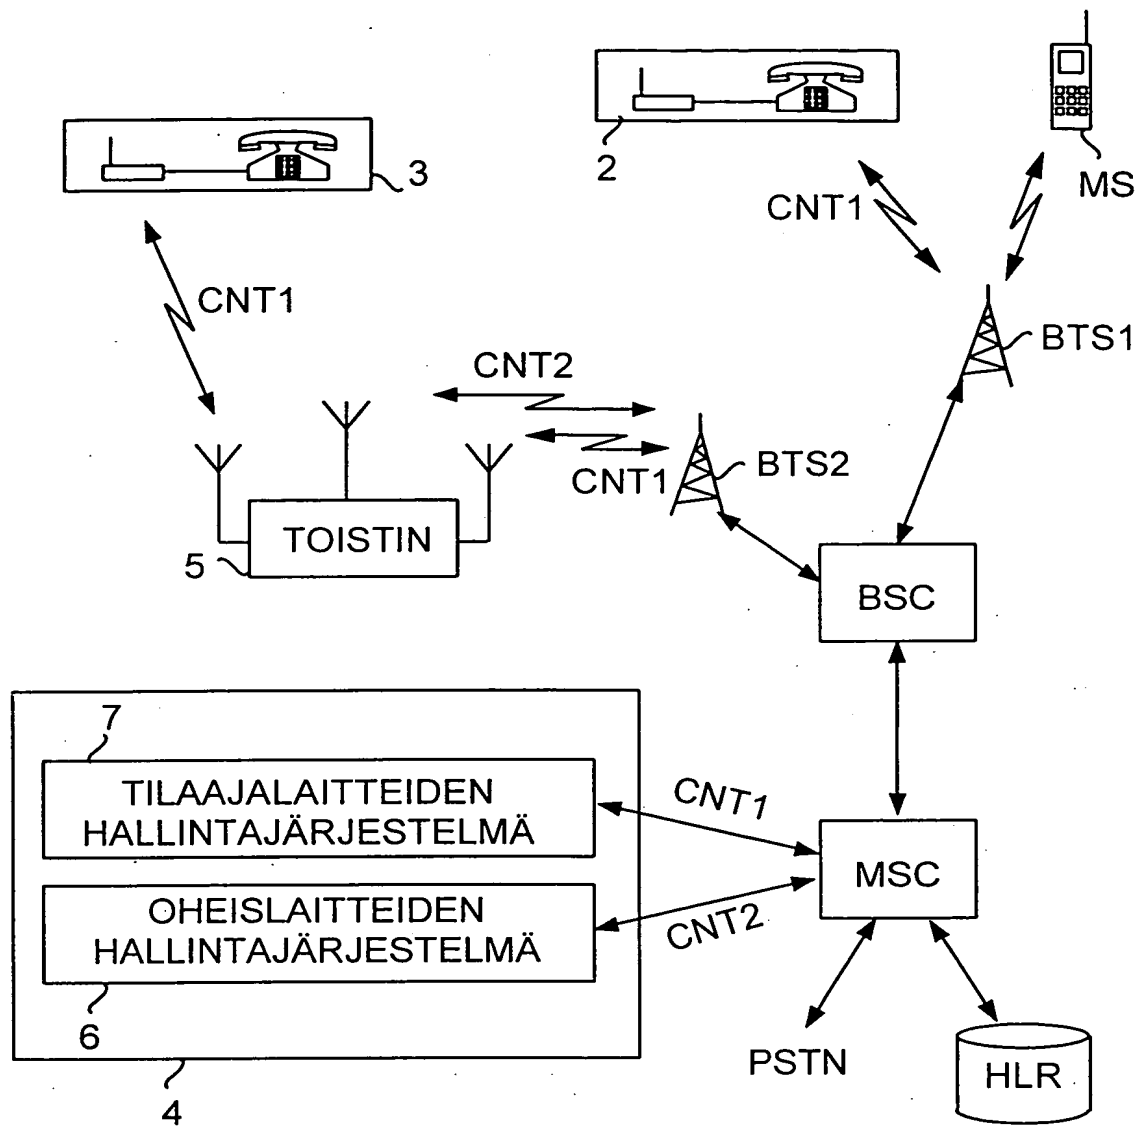 2
3
MS
CNT1
CNT1
BTS1
CNT2
CNT1
BTS2
TOISTIN
5
BSC
7
TILAAJALAITTEIDEN
HALLINTAJÄRJESTELMÄ
CNT1
MSC
OHEISLAITTEIDEN
HALLINTAJÄRJESTELMÄ
CNT2
6
PSTN
HLR
4